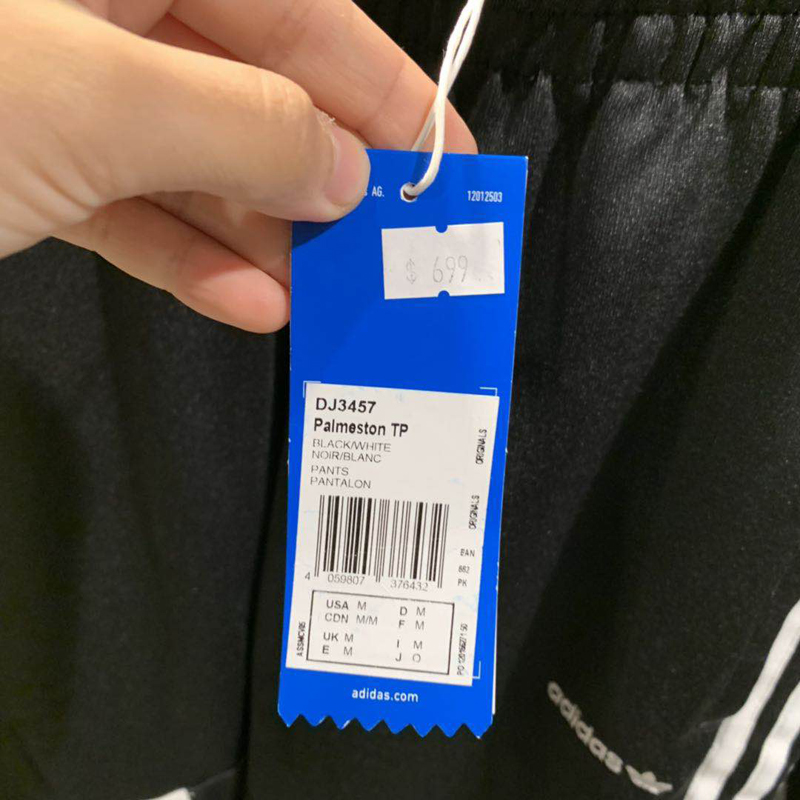 AG.
12012503
$ 699
DJ3457
Palmeston TP
BLACK/WHITE
NOIR/BLANC
PANTS
PANTALON
ORIGINALS
ORIGINALS
EAN
662
PK
4 059807 376432
USA M D M
CDN M/M F M
UK M I M
E M J O
adidas.com
adidas